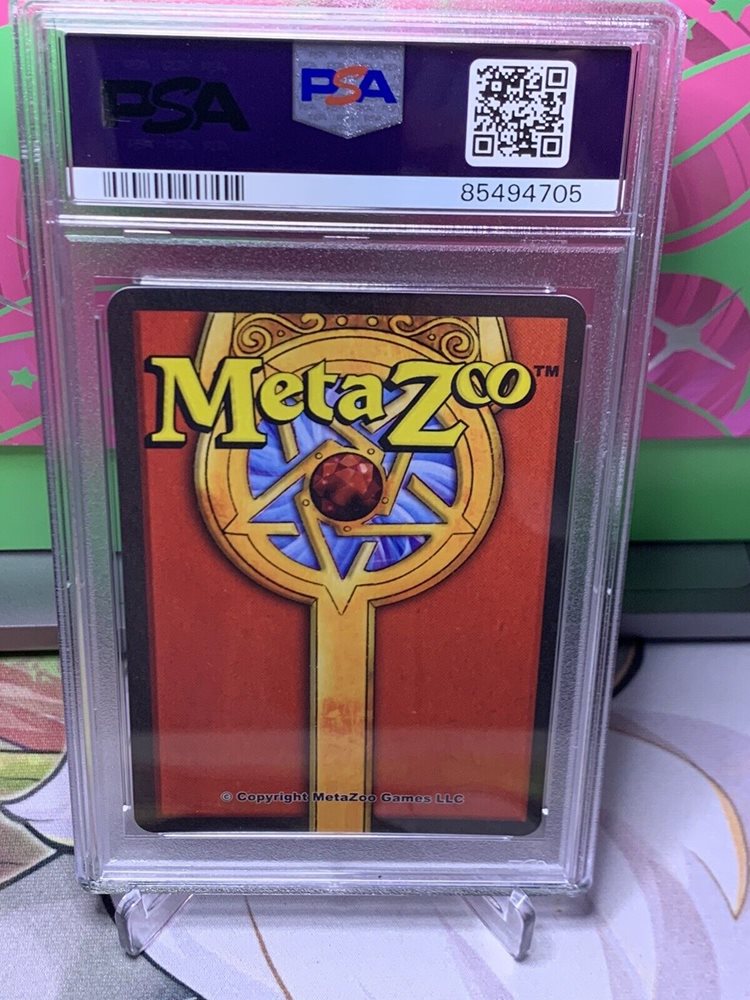 PSA PSA
85494705
MetaZoo™
© Copyright MetaZoo Games LLC